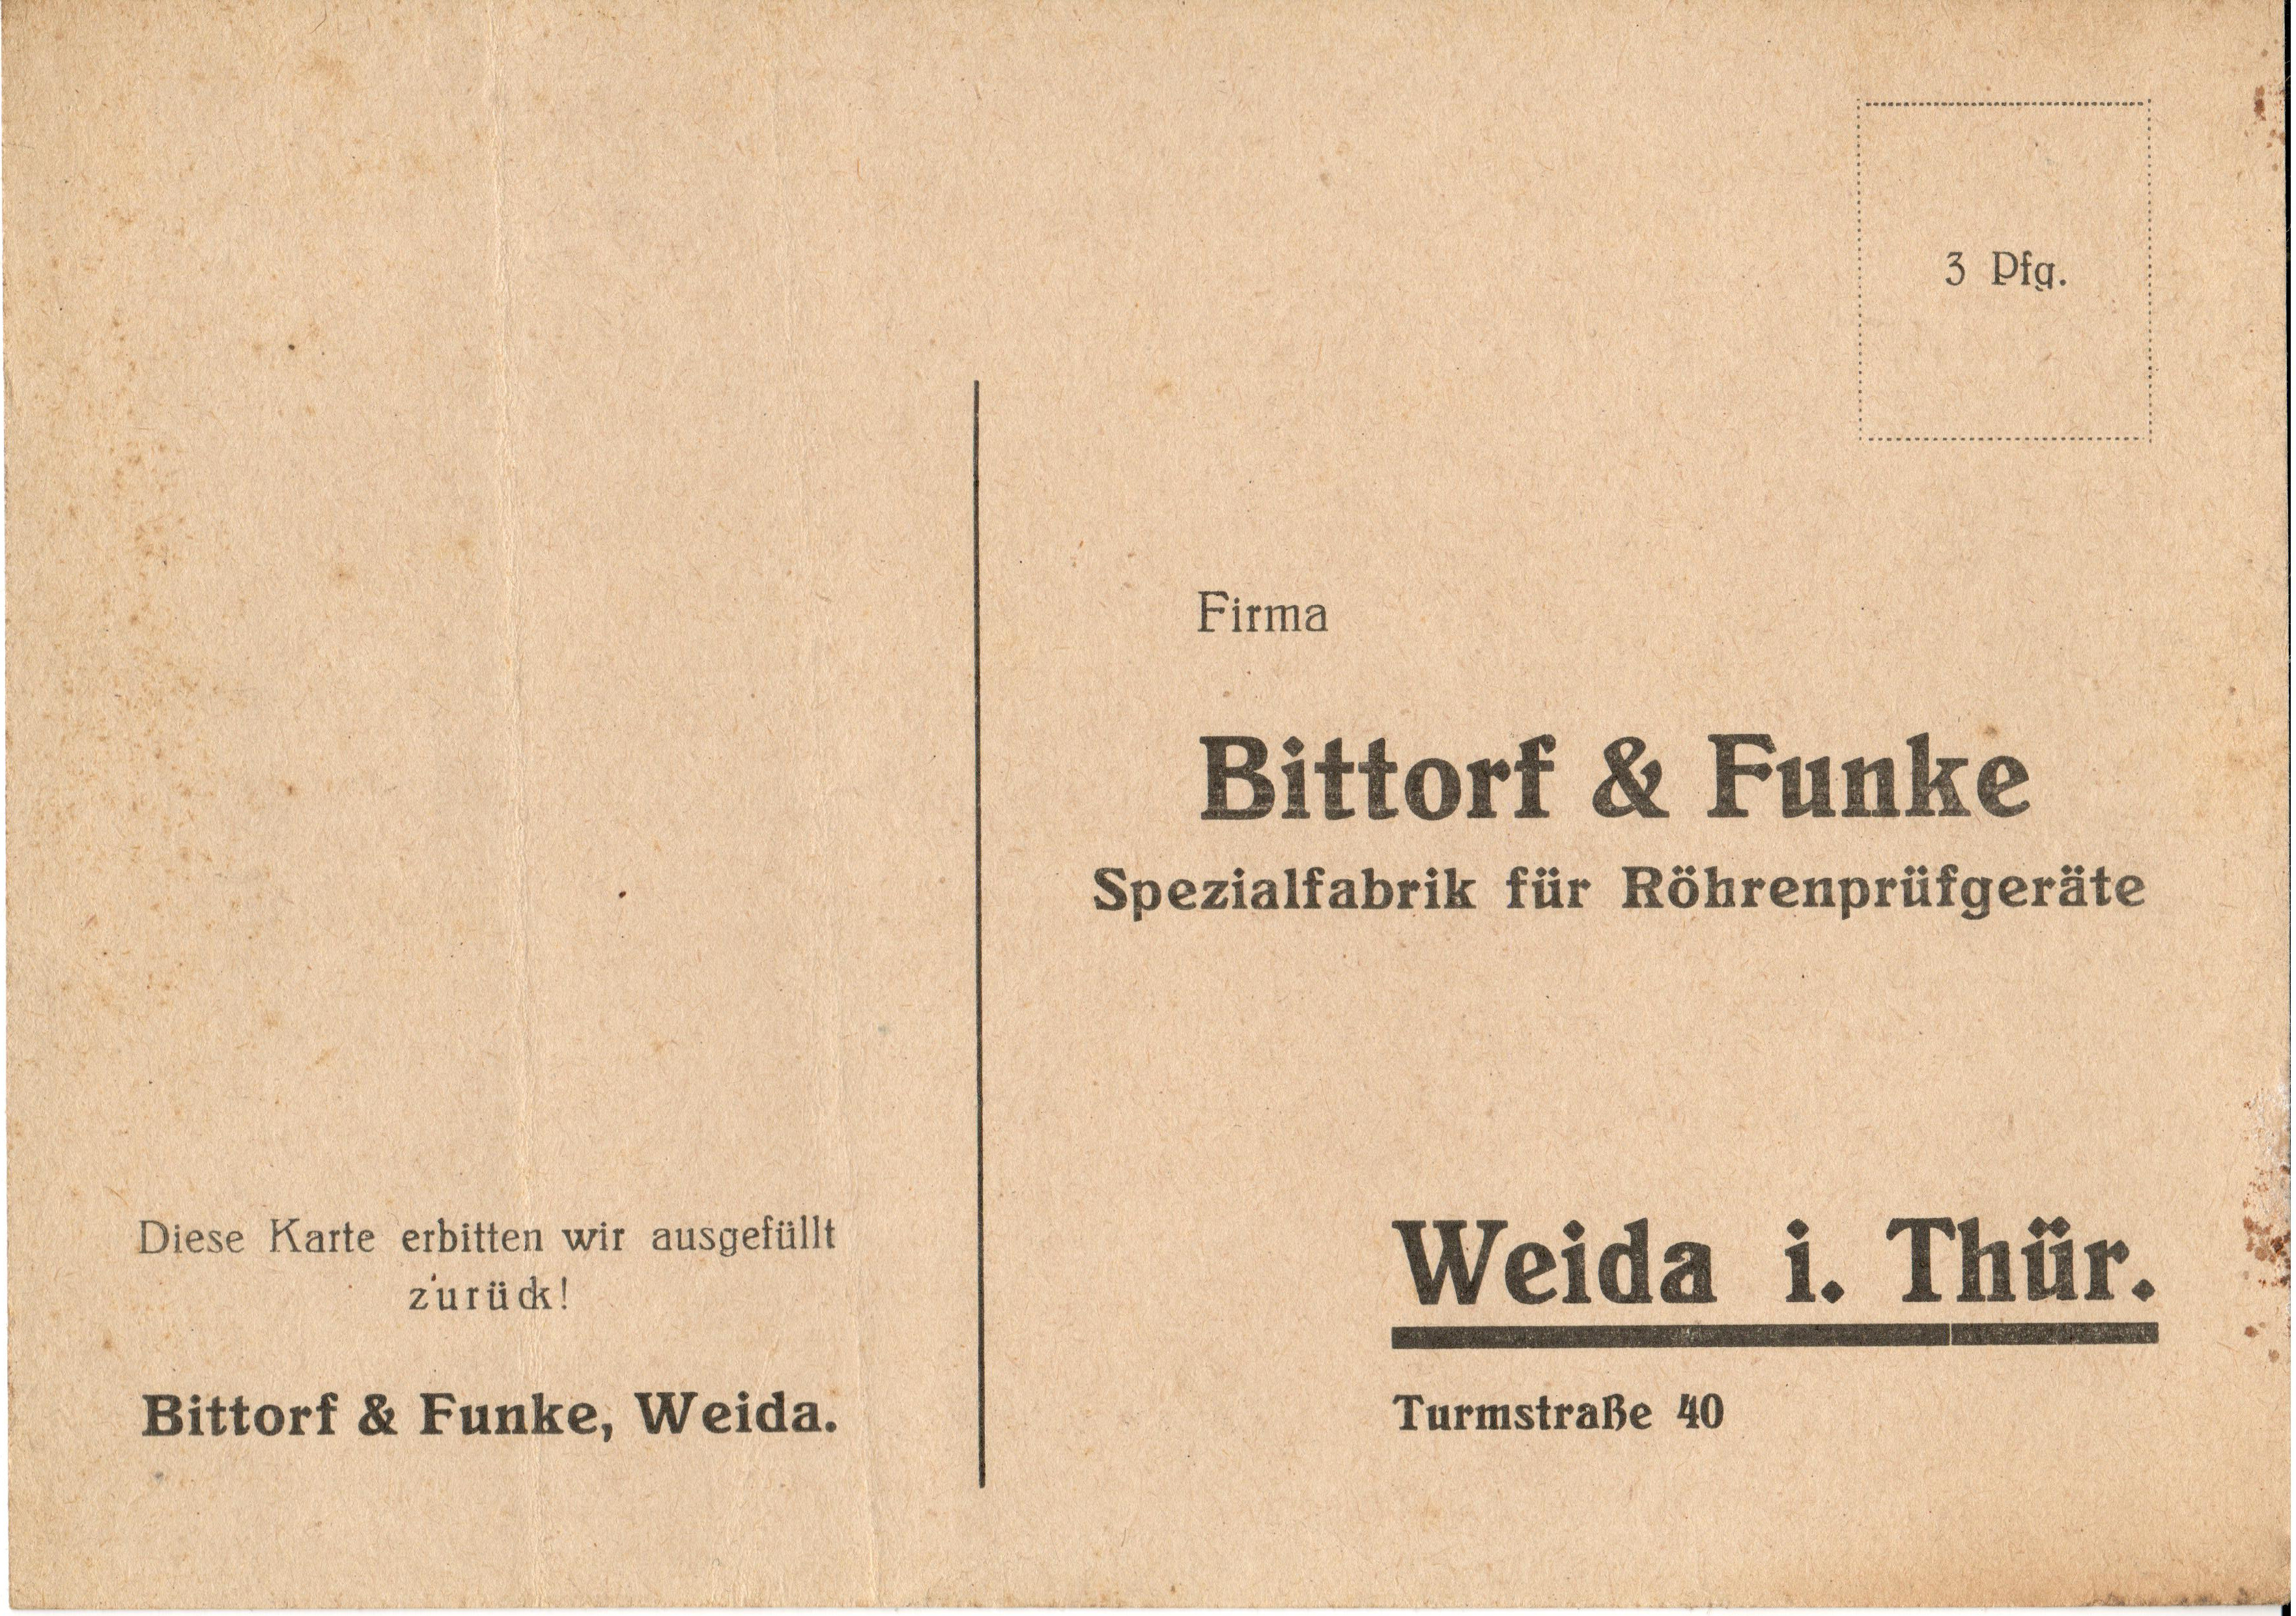 3 Pfg.
Firma
Bittorf & Funke
Spezialfabrik für Röhrenprüfgeräte
Weida i. Thür.
Turmstraße 40
Diese Karte erbitten wir ausgefüllt
zurück!
Bittorf & Funke, Weida.